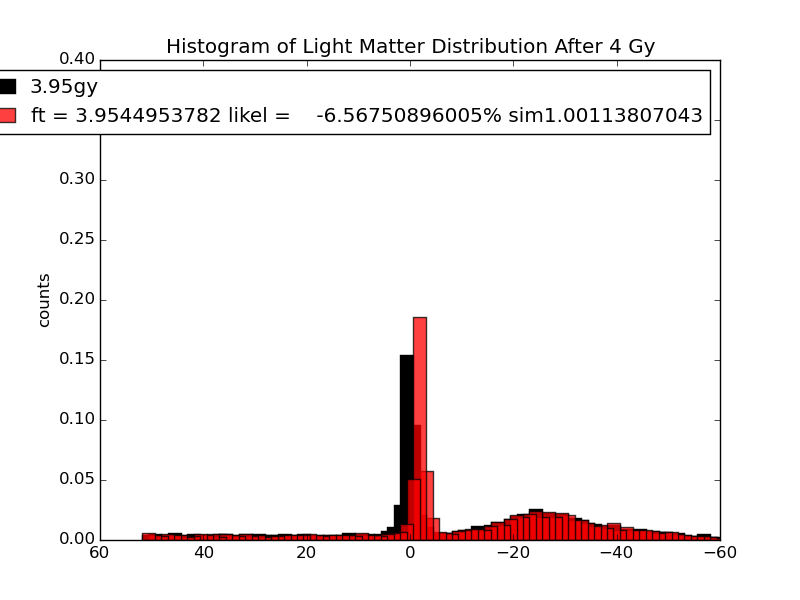 Histogram of Light Matter Distribution After 4 Gy
0.40
3.95gy
ft = 3.9544953782 likel =    -6.56750896005% sim1.00113807043
0.30
0.25
counts
0.20
0.15
0.10
0.05
0.00
60 40 20 0 −20 −40 −60